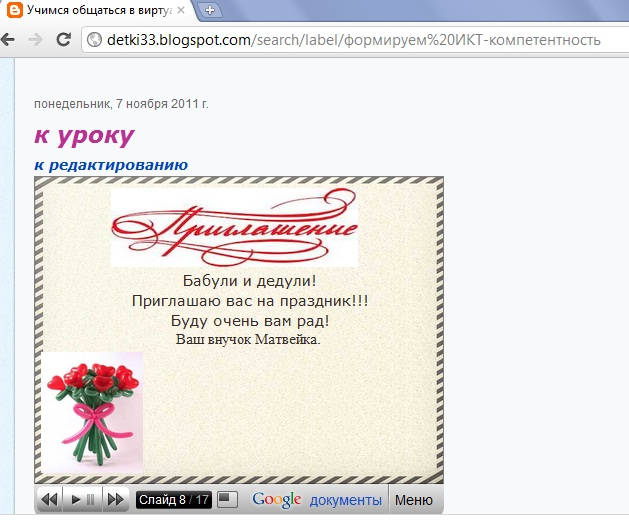 Учимся общаться в вирту
detki33.blogspot.com/search/label/формируем%20ИКТ-компетентность
понедельник, 7 ноября 2011 г.
к уроку
к редактированию
Приглашение
Бабули и дедули!
Приглашаю вас на праздник!!!
Буду очень вам рад!
Ваш внучок Матвейка.
Слайд 8 / 17 Google документы Меню